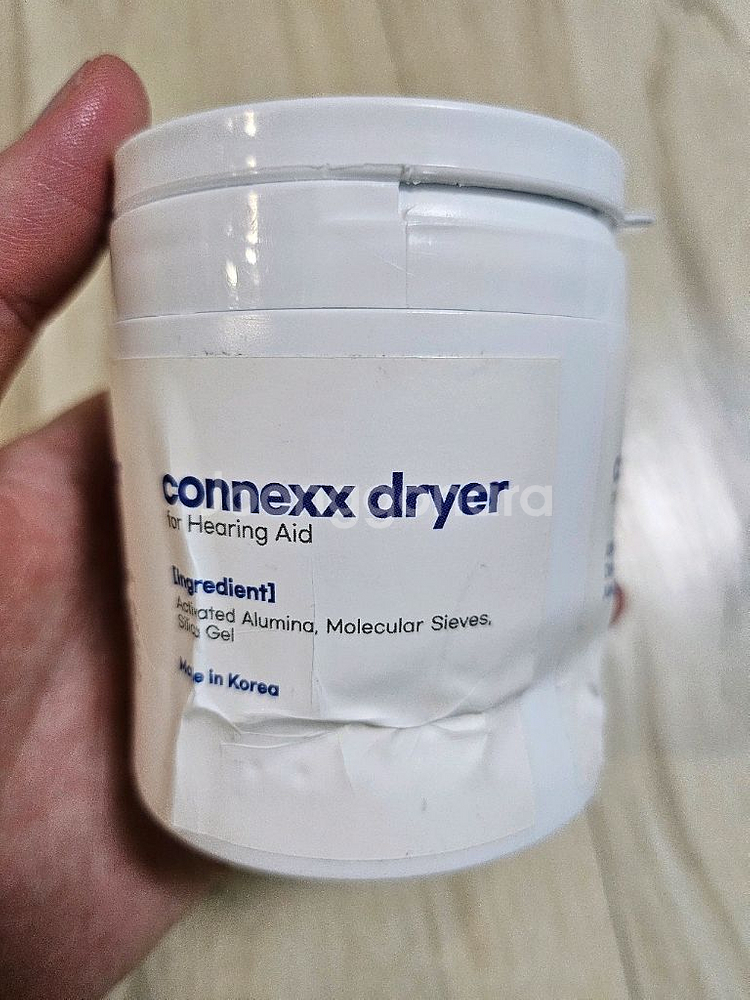 connexx dryer
for Hearing Aid
[Ingredient]
Activated Alumina, Molecular Sieves,
Silica Gel
Made in Korea